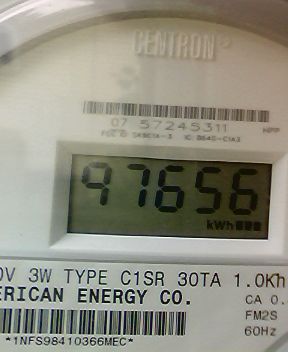 CENTRON®
07 57245311
97656
kWh
0V 3W TYPE C1SR 30TA 1.0Kh
ERICAN ENERGY CO. CA 0.
FM2S
60Hz
*1NFS98410366MEC*